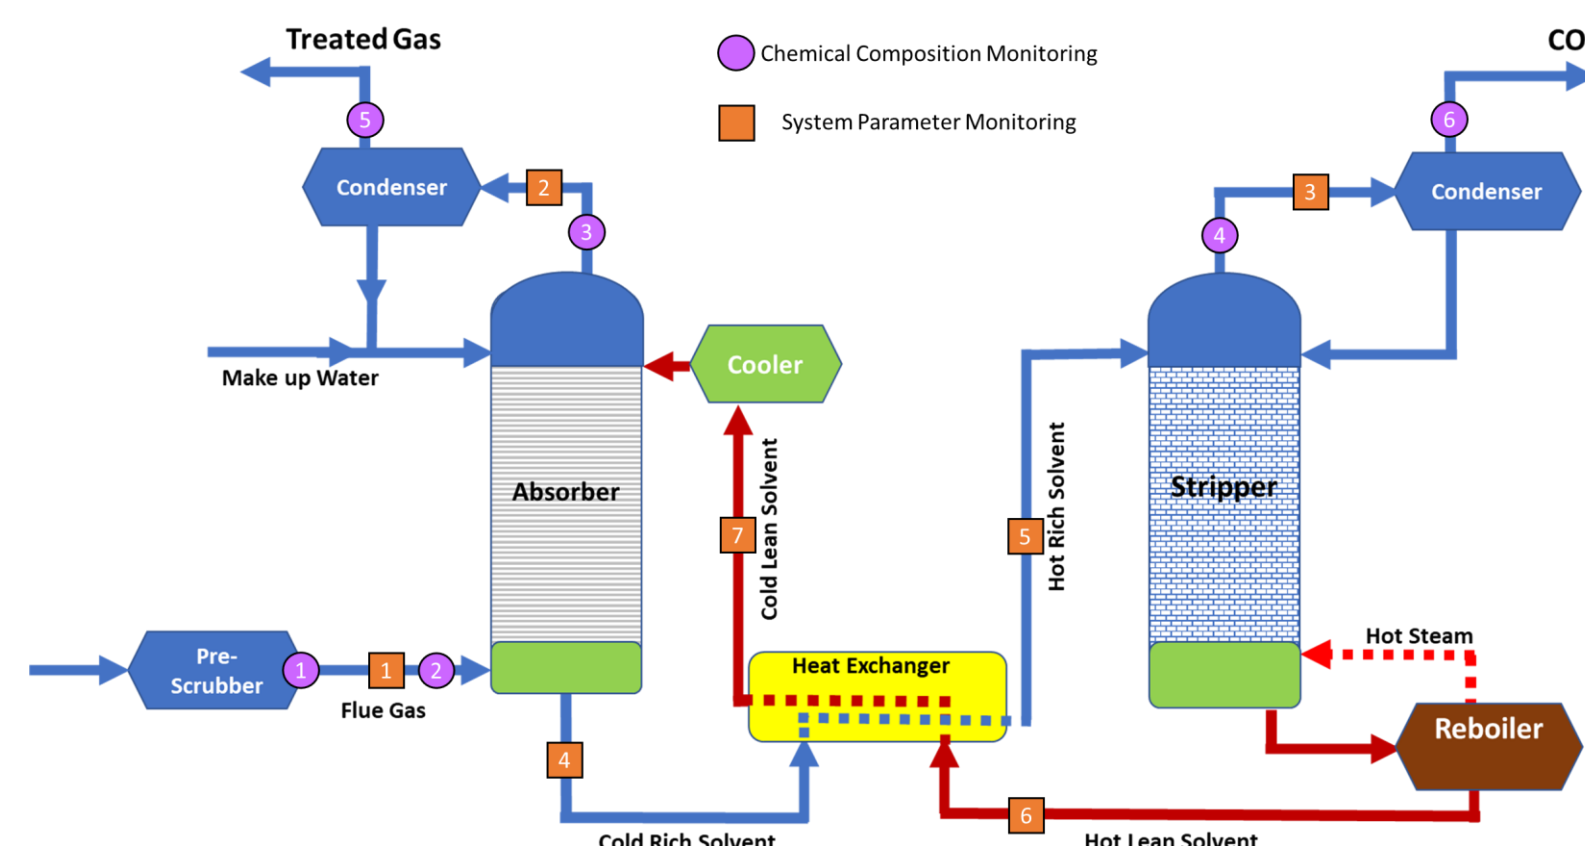 Treated Gas
Chemical Composition Monitoring
CO
5
System Parameter Monitoring
6
Condenser
2
3
Condenser
3
4
Make up Water
Cooler
Absorber
Stripper
7
Cold Lean Solvent
5
Hot Rich Solvent
Pre-
Scrubber
1
1
2
Flue Gas
Heat Exchanger
Hot Steam
Reboiler
4
6
Cold Rich Solvent
Hot Lean Solvent